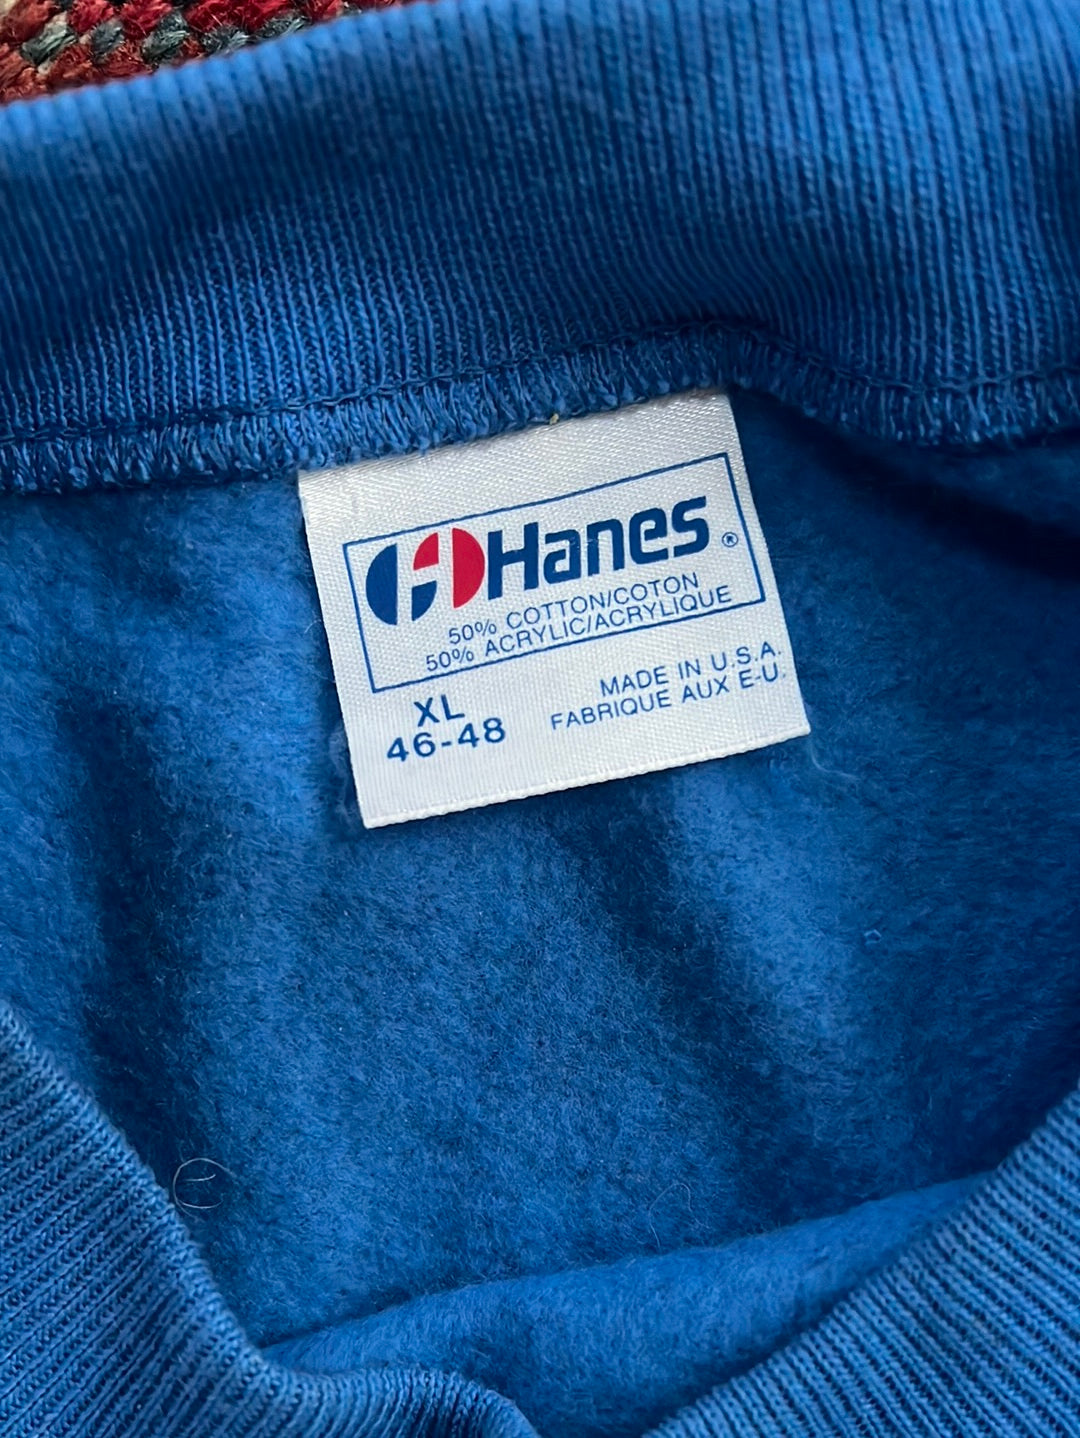 Hanes®
50% COTTON/COTON
50% ACRYLIC/ACRYLIQUE
XL
46-48
MADE IN U.S.A.
FABRIQUE AUX E-U.